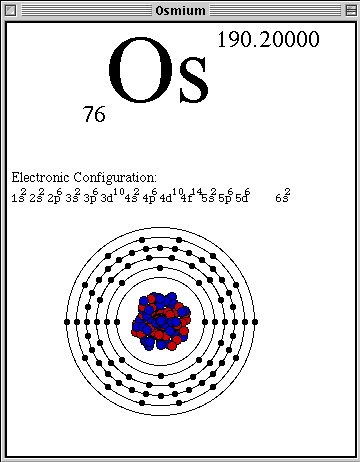 Osmium
190.20000
Os
76
Electronic Configuration:
1s² 2s² 2p⁶ 3s² 3p⁶ 3d¹⁰ 4s² 4p⁶ 4d¹⁰ 4f¹⁴ 5s² 5p⁶ 5d⁶ 6s²